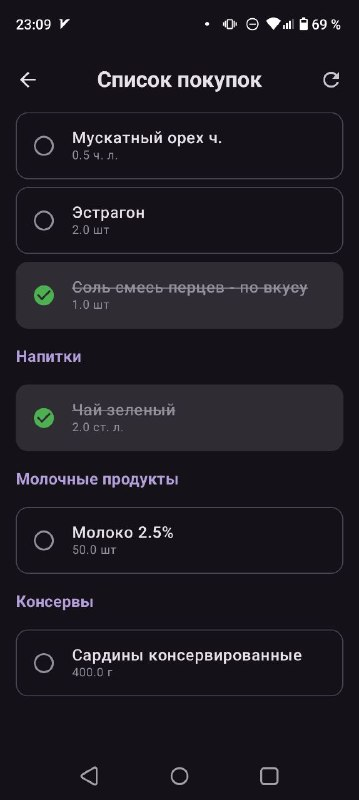 23:09 69 %
Список покупок
Мускатный орех ч.
0.5 ч. л.
Эстрагон
2.0 шт
Соль смесь перцев - по вкусу
1.0 шт
Напитки
Чай зеленый
2.0 ст. л.
Молочные продукты
Молоко 2.5%
50.0 шт
Консервы
Сардины консервированные
400.0 г